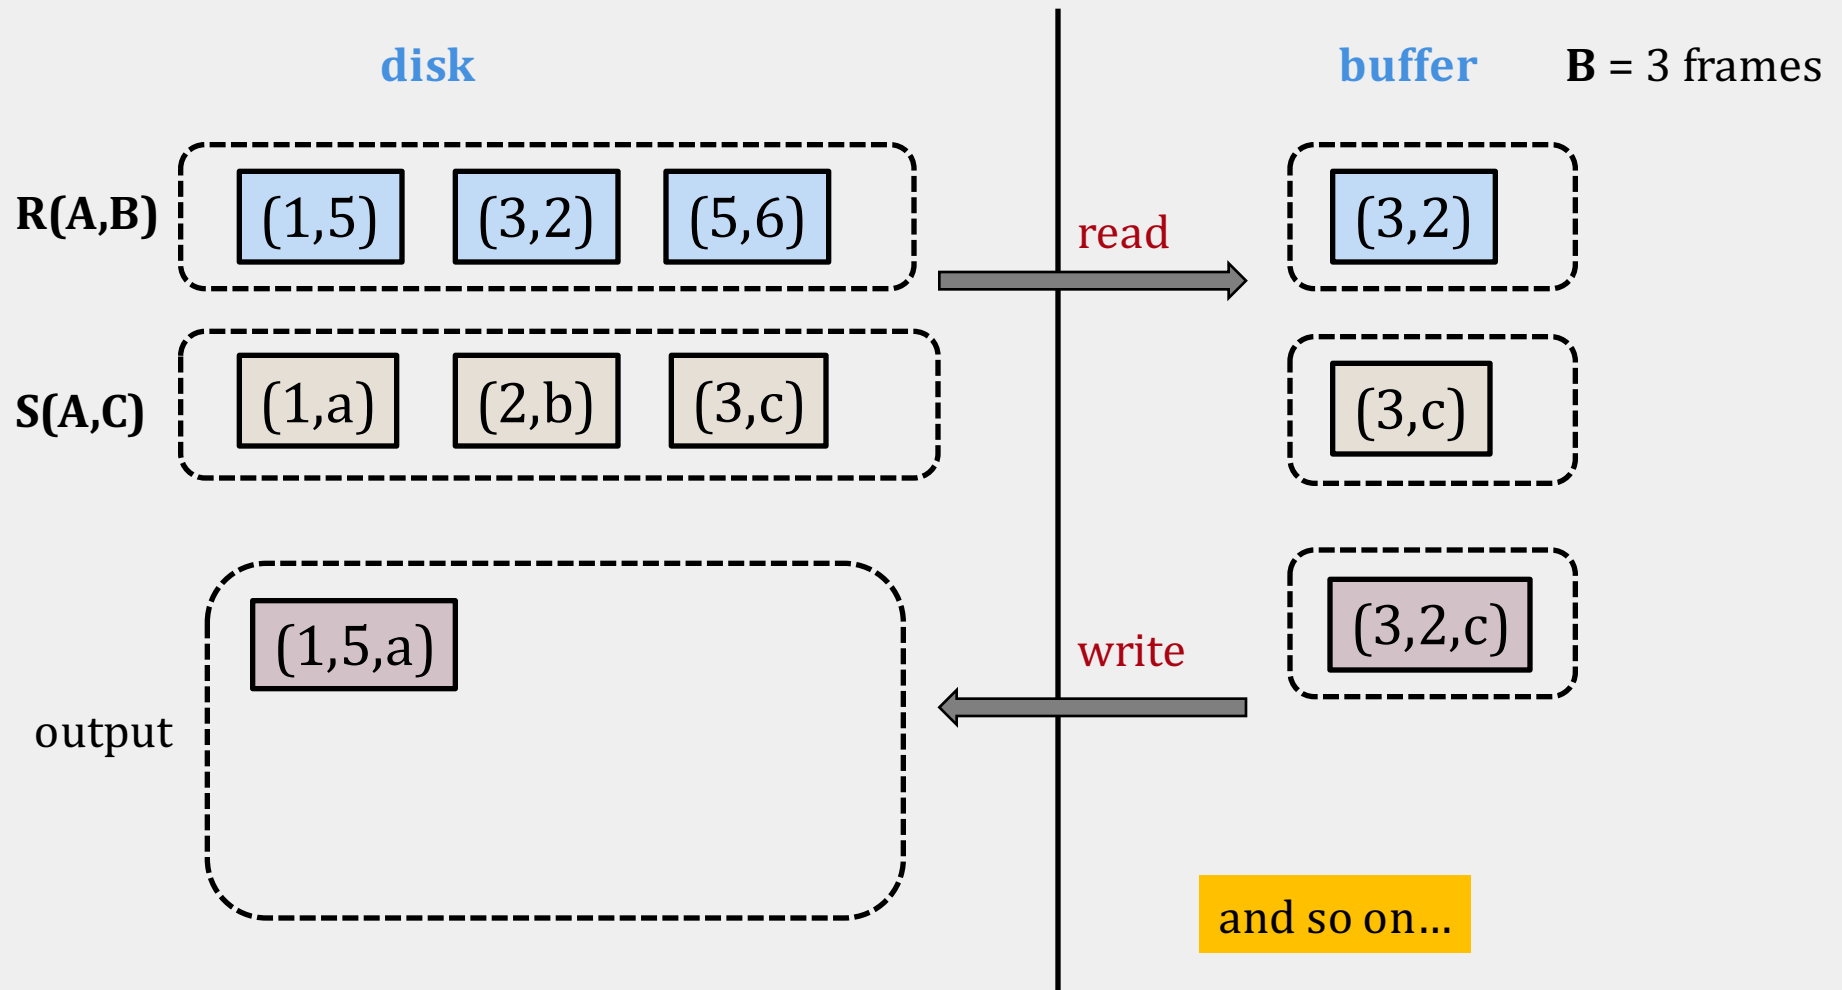 disk
buffer
B = 3 frames
R(A,B)
(1,5)
(3,2)
(5,6)
read
(3,2)
S(A,C)
(1,a)
(2,b)
(3,c)
(3,c)
(1,5,a)
write
(3,2,c)
output
and so on...